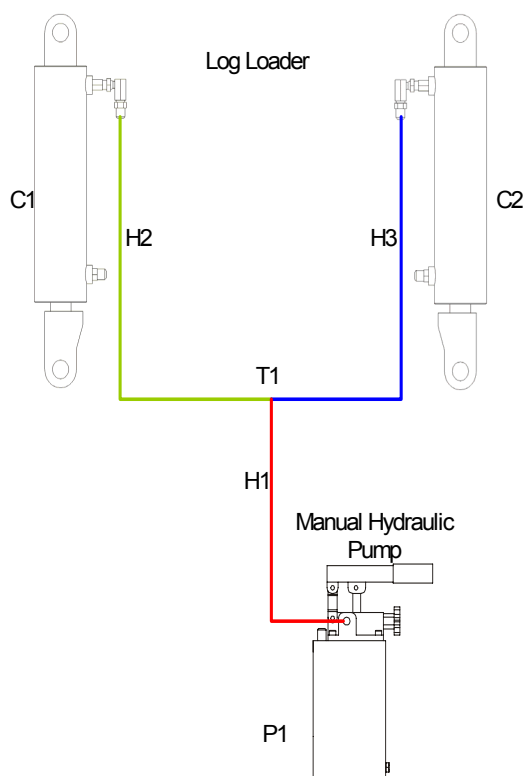 Log Loader
C1
C2
H2
H3
T1
H1
Manual Hydraulic
Pump
P1